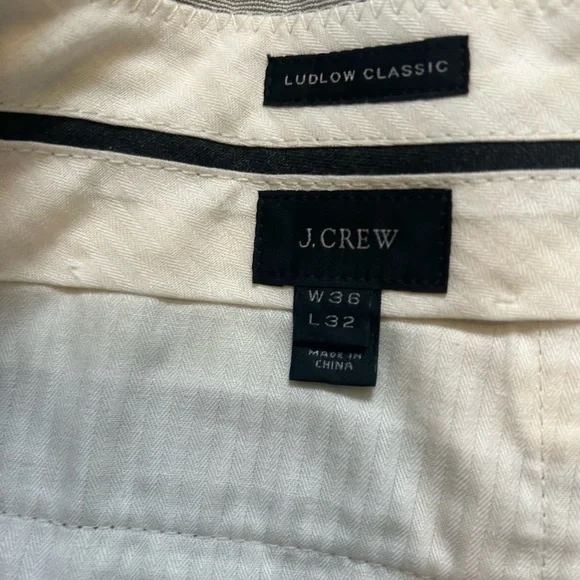 LUDLOW CLASSIC
J.CREW
W36
L32
MADE IN
CHINA